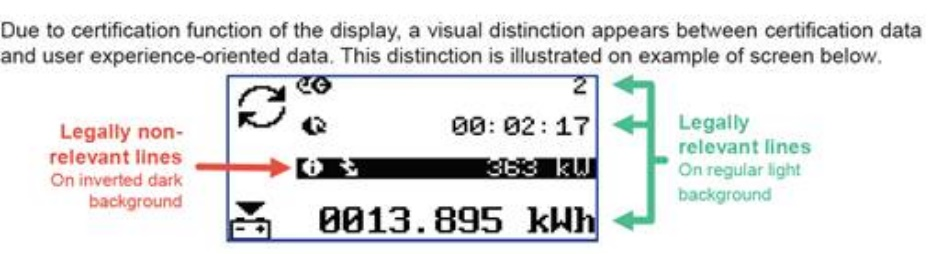 Due to certification function of the display, a visual distinction appears between certification data
and user experience-oriented data. This distinction is illustrated on example of screen below.
2
Legally non-
relevant lines
On inverted dark
background
00:02:17
363 kW
0013.895 kWh
Legally
relevant lines
On regular light
background